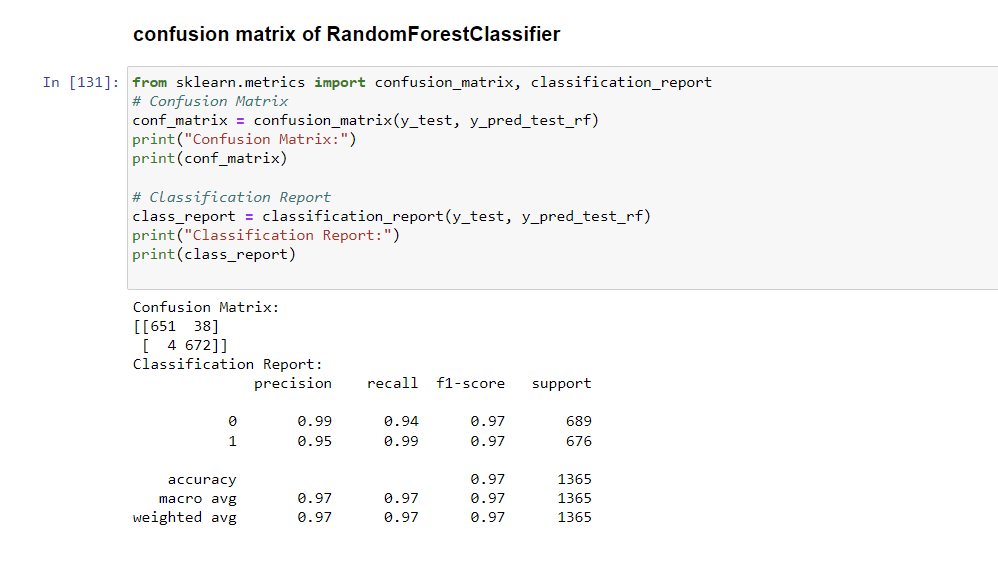 confusion matrix of RandomForestClassifier
In [131]: from sklearn.metrics import confusion_matrix, classification_report
# Confusion Matrix
conf_matrix = confusion_matrix(y_test, y_pred_test_rf)
print("Confusion Matrix:")
print(conf_matrix)
# Classification Report
class_report = classification_report(y_test, y_pred_test_rf)
print("Classification Report:")
print(class_report)
Confusion Matrix:
[[651  38]
 [  4 672]]
Classification Report:
              precision    recall  f1-score   support
           0       0.99      0.94      0.97       689
           1       0.95      0.99      0.97       676
    accuracy                           0.97      1365
   macro avg       0.97      0.97      0.97      1365
weighted avg       0.97      0.97      0.97      1365